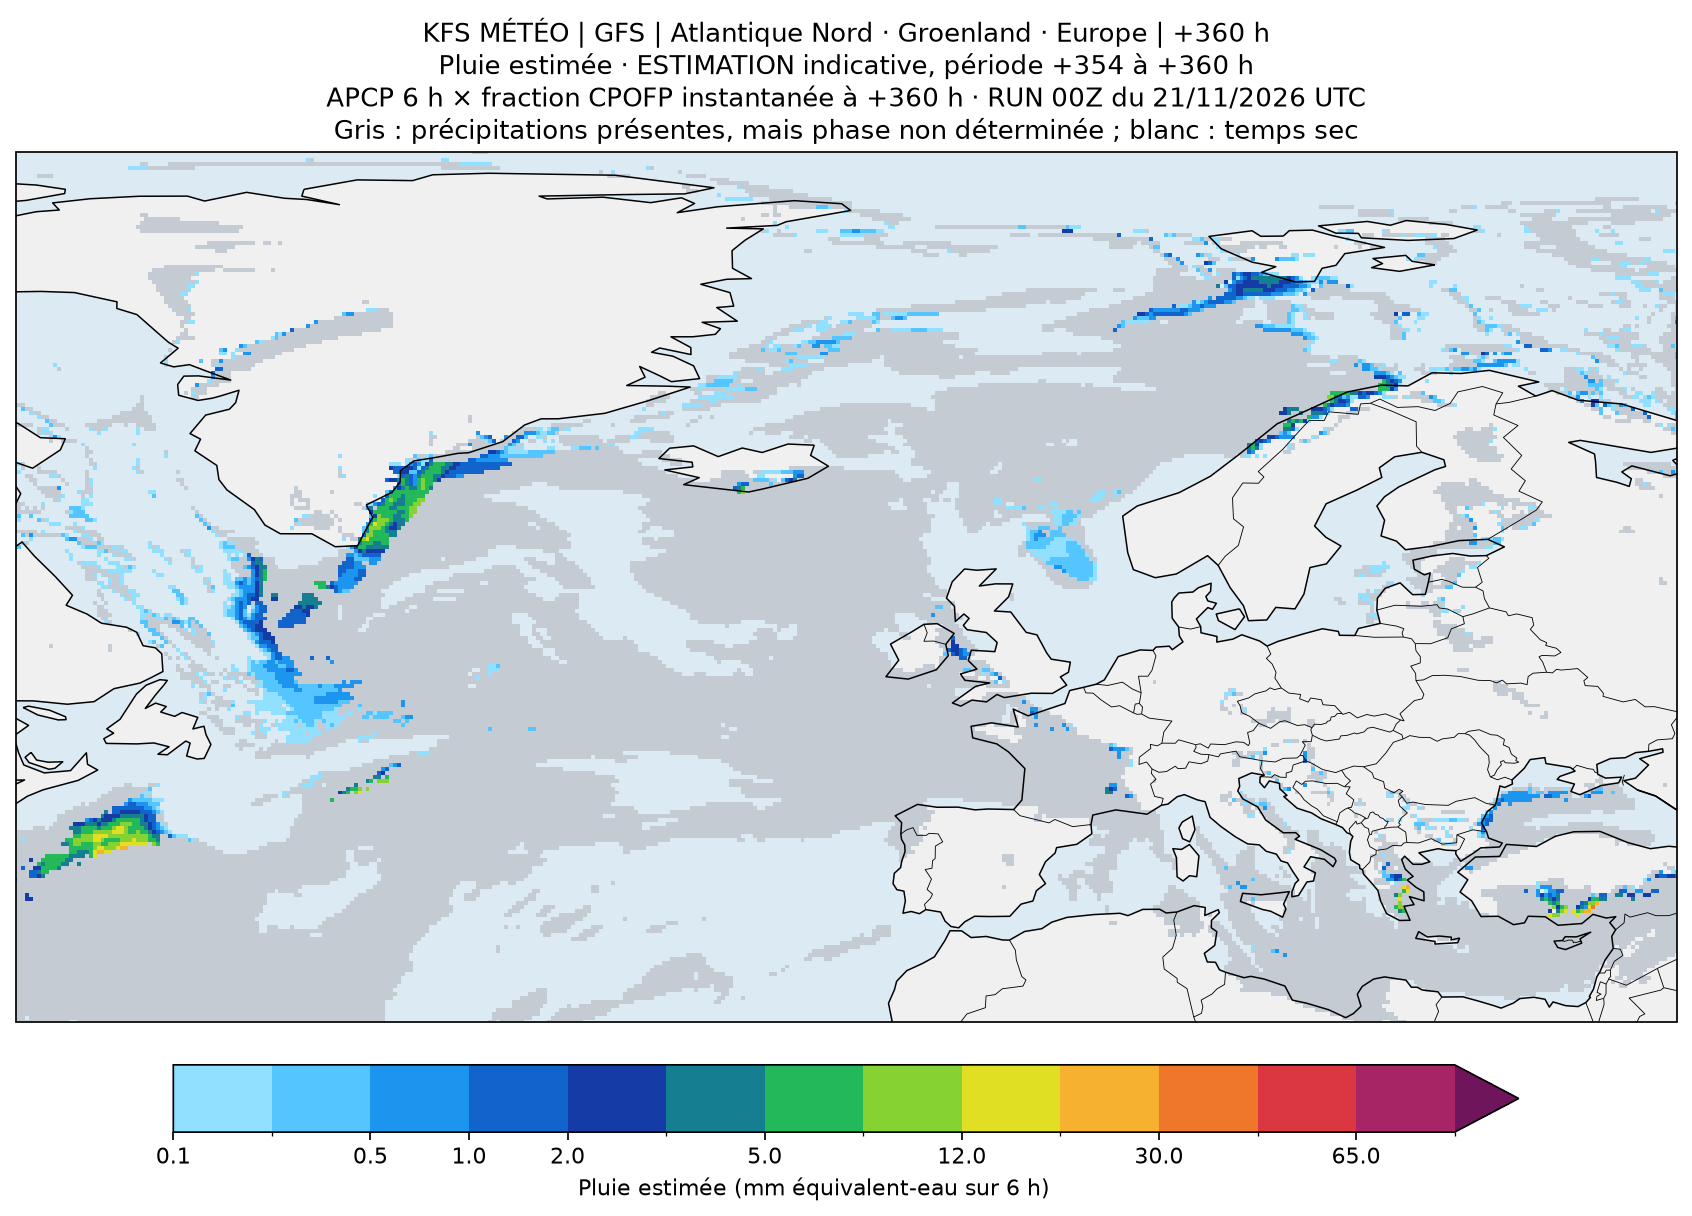 KFS MÉTÉO | GFS | Atlantique Nord · Groenland · Europe | +360 h
Pluie estimée · ESTIMATION indicative, période +354 à +360 h
APCP 6 h × fraction CPOFP instantanée à +360 h · RUN 00Z du 21/11/2026 UTC
Gris : précipitations présentes, mais phase non déterminée ; blanc : temps sec
0.1 0.5 1.0 2.0 5.0 12.0 30.0 65.0
Pluie estimée (mm équivalent-eau sur 6 h)